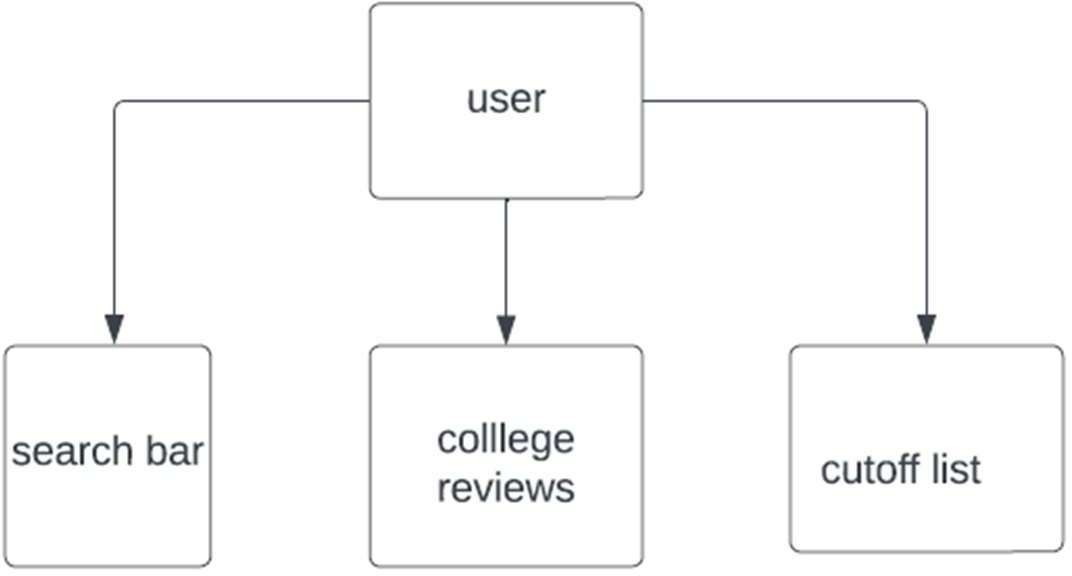 user
search bar
colllege
reviews
cutoff list